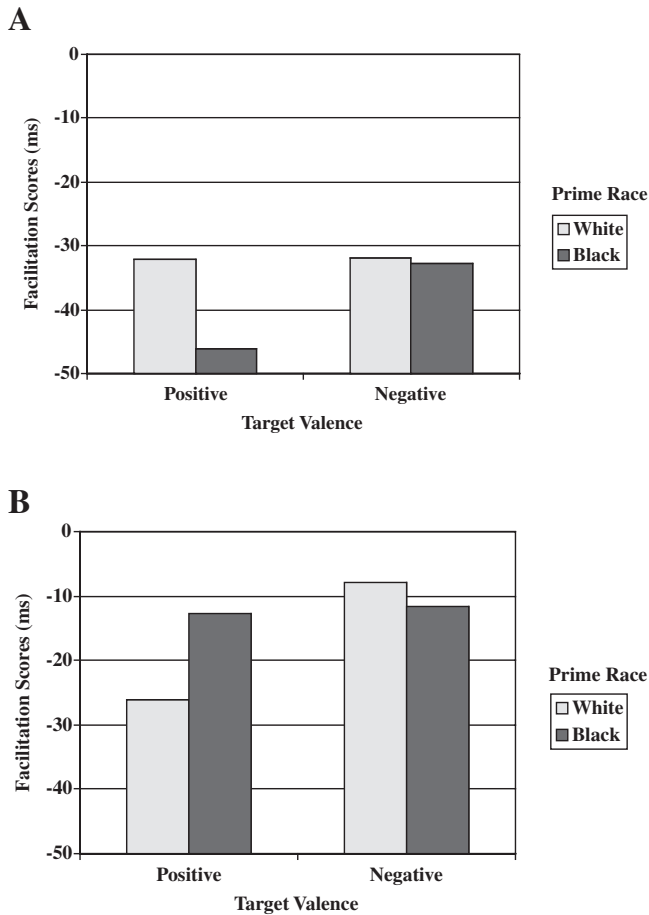 A
0
-10
-20
-30
-40
-50
Facilitation Scores (ms)
Positive
Negative
Target Valence
Prime Race
White
Black
B
0
-10
-20
-30
-40
-50
Facilitation Scores (ms)
Positive
Negative
Target Valence
Prime Race
White
Black